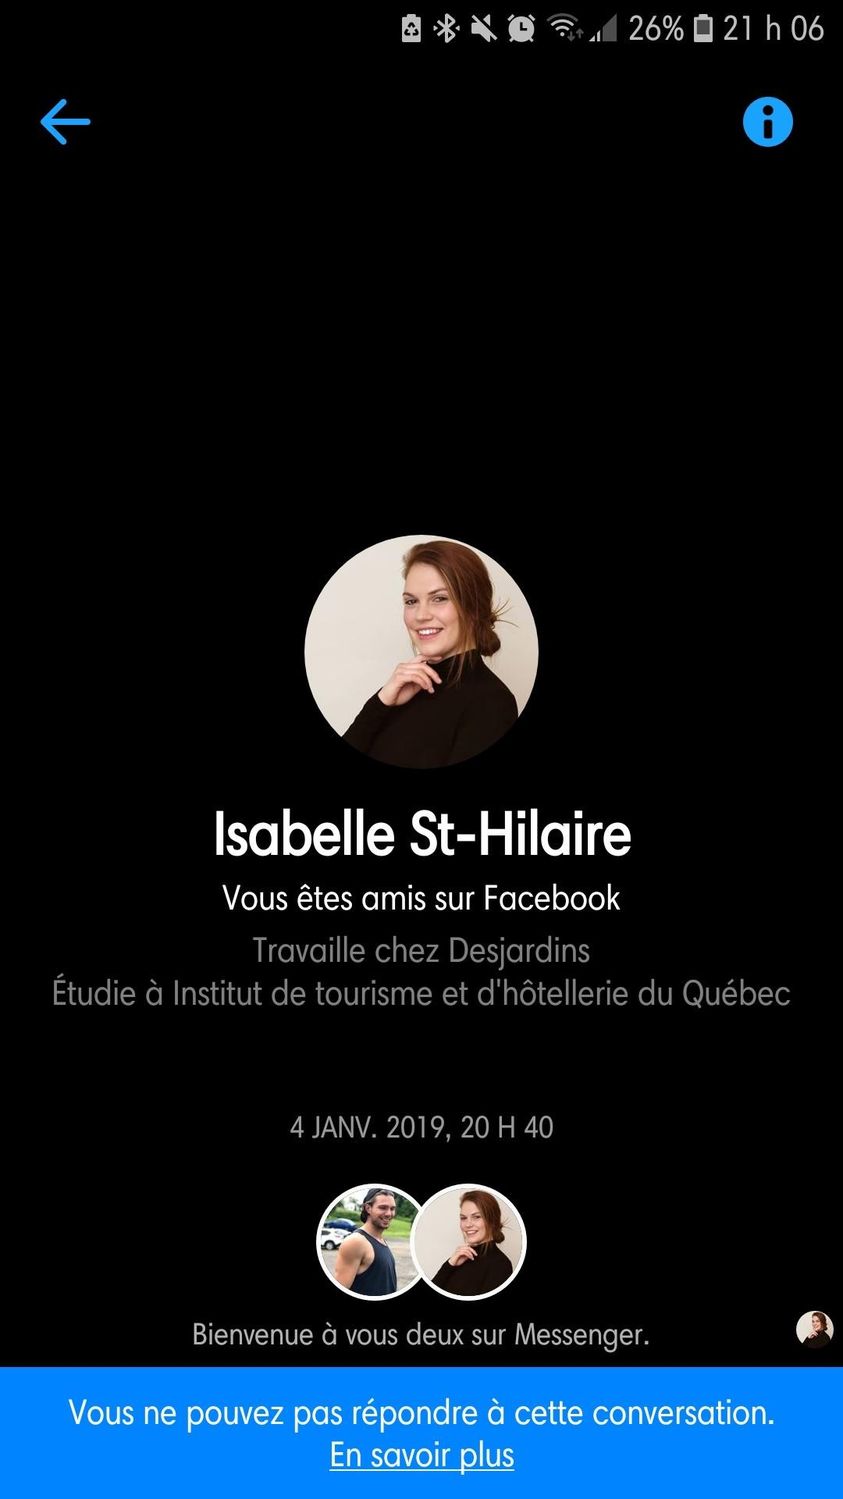 26% 21 h 06
Isabelle St-Hilaire
Vous êtes amis sur Facebook
Travaille chez Desjardins
Étudie à Institut de tourisme et d'hôtellerie du Québec
4 JANV. 2019, 20 H 40
Bienvenue à vous deux sur Messenger.
Vous ne pouvez pas répondre à cette conversation.
En savoir plus